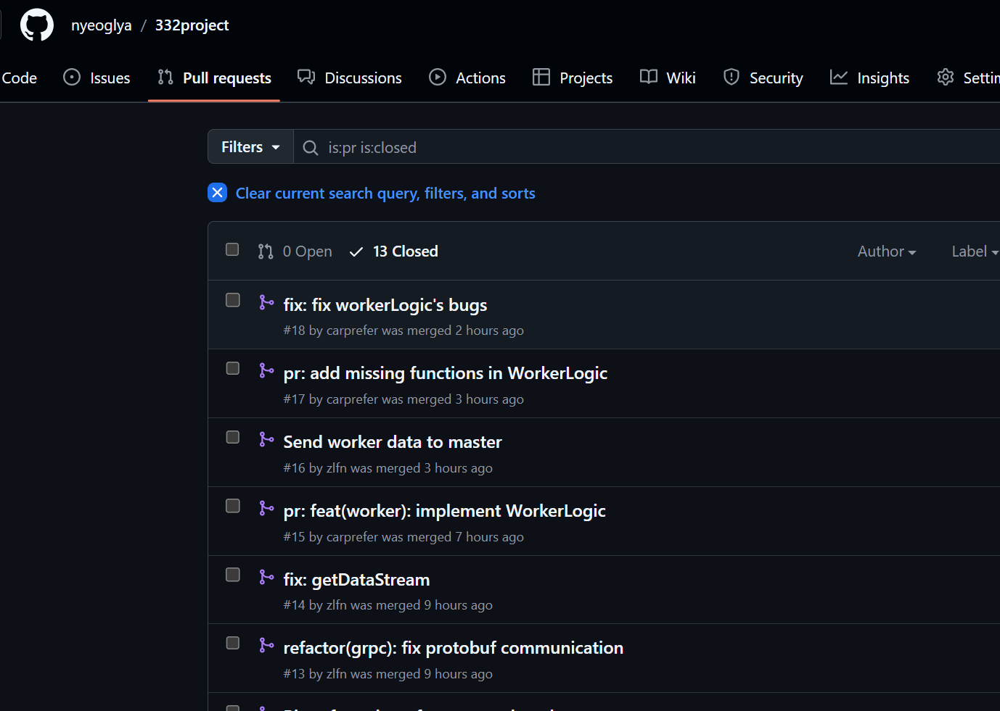 nyeoglya / 332project
Code Issues Pull requests Discussions Actions Projects Wiki Security Insights
Filters is:pr is:closed
Clear current search query, filters, and sorts
0 Open 13 Closed Author Label
fix: fix workerLogic's bugs
#18 by carprefer was merged 2 hours ago
pr: add missing functions in WorkerLogic
#17 by carprefer was merged 3 hours ago
Send worker data to master
#16 by zlfn was merged 3 hours ago
pr: feat(worker): implement WorkerLogic
#15 by carprefer was merged 7 hours ago
fix: getDataStream
#14 by zlfn was merged 9 hours ago
refactor(grpc): fix protobuf communication
#13 by zlfn was merged 9 hours ago